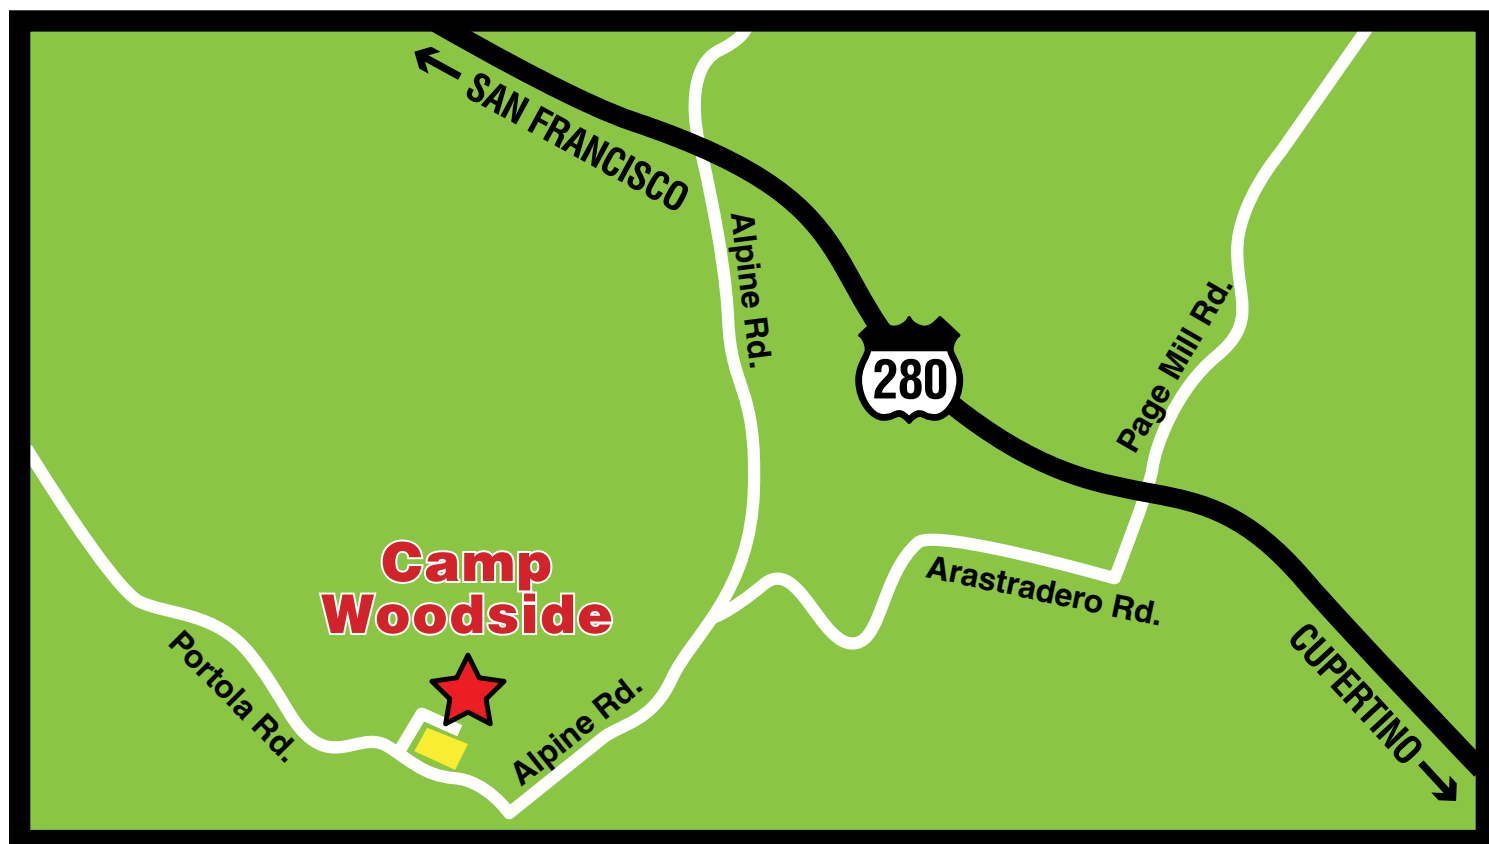 SAN FRANCISCO
Alpine Rd.
280
Page Mill Rd.
Camp
Woodside
Arastradero Rd.
Portola Rd.
Alpine Rd.
CUPERTINO